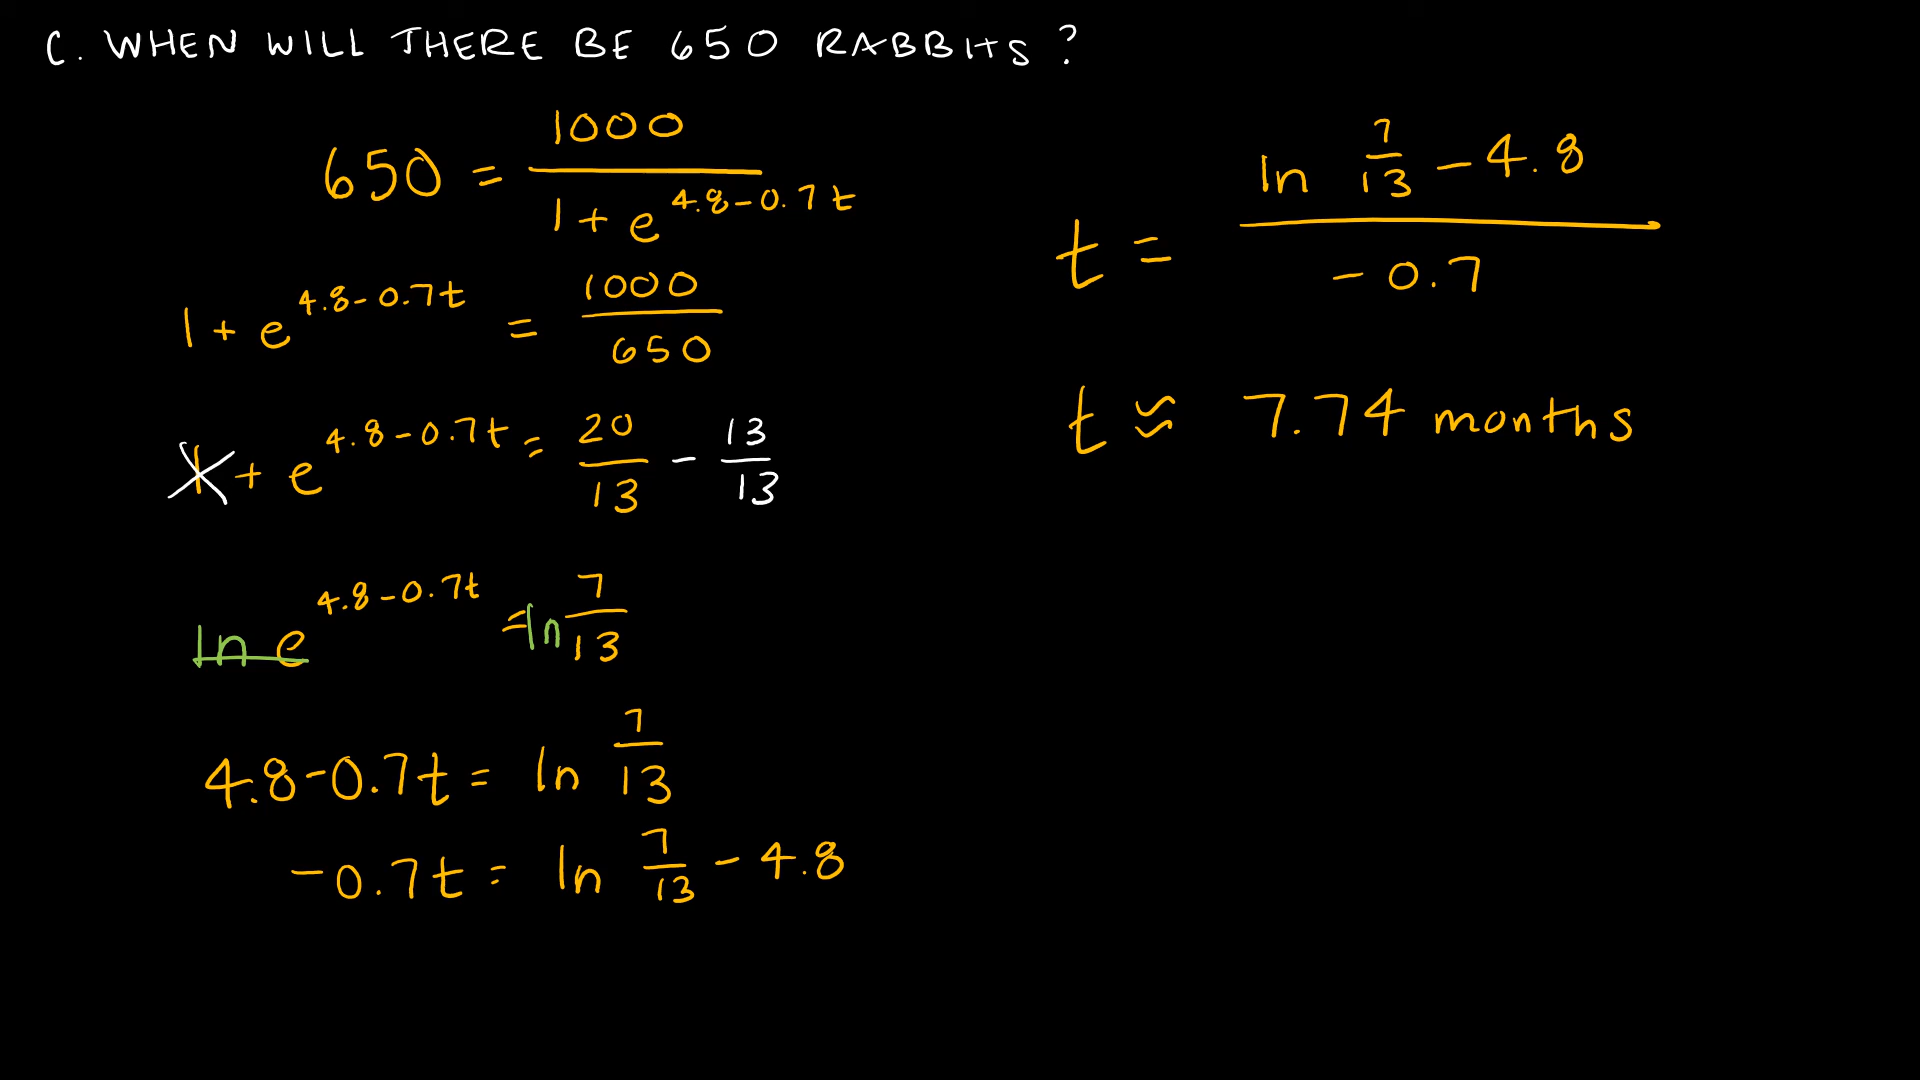 C. WHEN WILL THERE BE 650 RABBITS?
650 = 1000 / (1 + e^(4.8-0.7t))
1 + e^(4.8-0.7t) = 1000/650
1 + e^(4.8-0.7t) = 20/13 - 13/13
ln e^(4.8-0.7t) = ln 7/13
4.8-0.7t = ln 7/13
-0.7t = ln 7/13 - 4.8
t = (ln 7/13 - 4.8) / -0.7
t ≈ 7.74 months